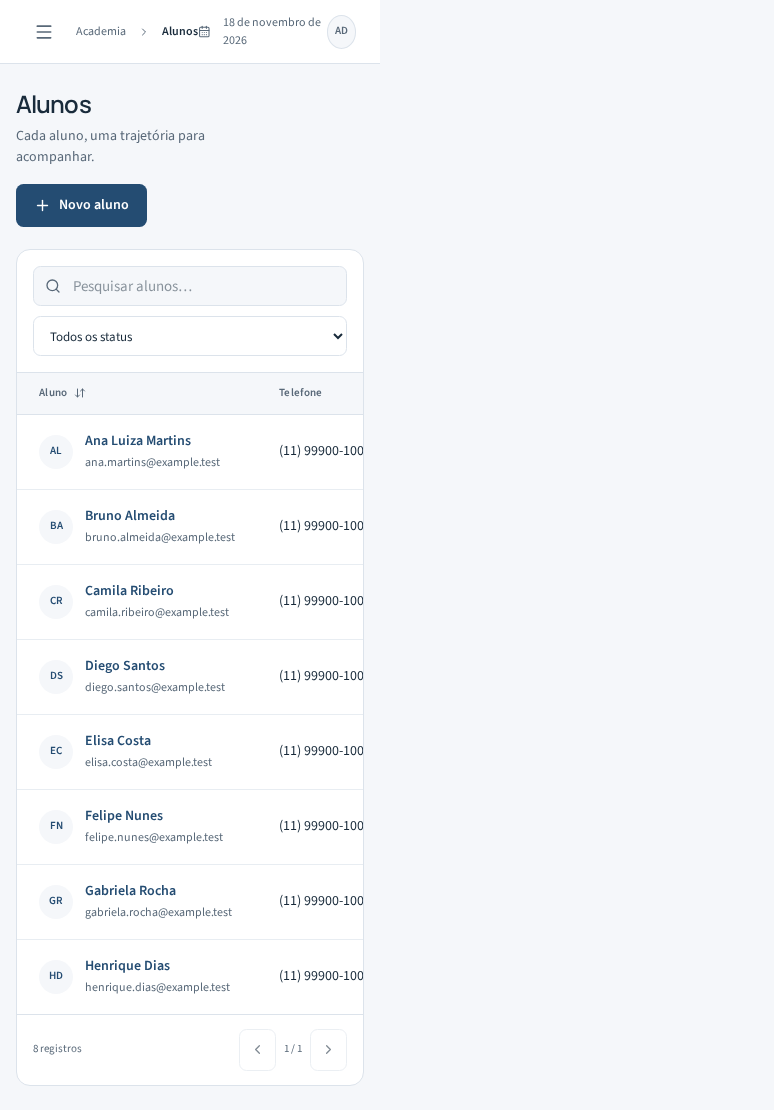 Academia
Alunos
18 de novembro de
2026
AD
Alunos
Cada aluno, uma trajetória para
acompanhar.
Novo aluno
Pesquisar alunos…
Todos os status
Aluno Telefone
AL Ana Luiza Martins (11) 99900-100
ana.martins@example.test
BA Bruno Almeida (11) 99900-100
bruno.almeida@example.test
CR Camila Ribeiro (11) 99900-100
camila.ribeiro@example.test
DS Diego Santos (11) 99900-100
diego.santos@example.test
EC Elisa Costa (11) 99900-100
elisa.costa@example.test
FN Felipe Nunes (11) 99900-100
felipe.nunes@example.test
GR Gabriela Rocha (11) 99900-100
gabriela.rocha@example.test
HD Henrique Dias (11) 99900-100
henrique.dias@example.test
8 registros 1 / 1